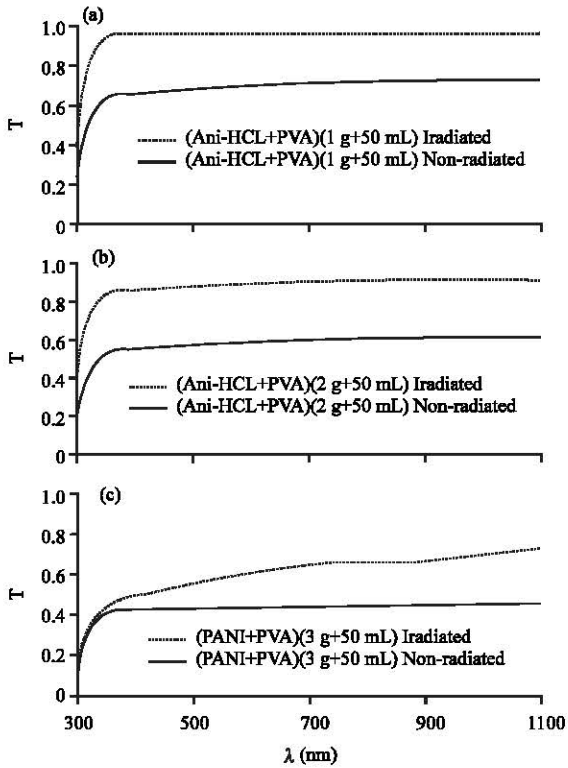 (a)
1.0
0.8
0.6
0.4
0.2
0
T
(Ani-HCL+PVA)(1 g+50 mL) Iradiated
(Ani-HCL+PVA)(1 g+50 mL) Non-radiated
(b)
1.0
0.8
0.6
0.4
0.2
0
T
(Ani-HCL+PVA)(2 g+50 mL) Iradiated
(Ani-HCL+PVA)(2 g+50 mL) Non-radiated
(c)
1.0
0.8
0.6
0.4
0.2
0
T
(PANI+PVA)(3 g+50 mL) Iradiated
(PANI+PVA)(3 g+50 mL) Non-radiated
300 500 700 900 1100
λ (nm)